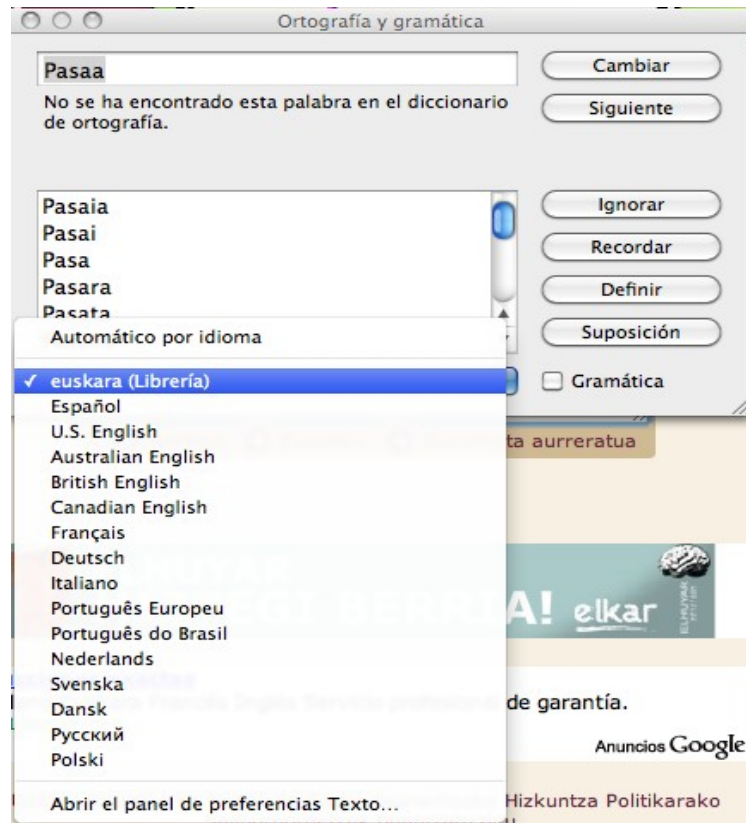 Ortografía y gramática
Pasaa
Cambiar
No se ha encontrado esta palabra en el diccionario
de ortografía.
Siguiente
Pasaia
Pasai
Pasa
Pasara
Pasata
Ignorar
Recordar
Definir
Suposición
Gramática
Automático por idioma
✓ euskara (Librería)
Español
U.S. English
Australian English
British English
Canadian English
Français
Deutsch
Italiano
Português Europeu
Português do Brasil
Nederlands
Svenska
Dansk
Русский
Polski
Abrir el panel de preferencias Texto...
ta aurreratua
A! elkar
de garantía.
Anuncios Google
Hizkuntza Politikarako